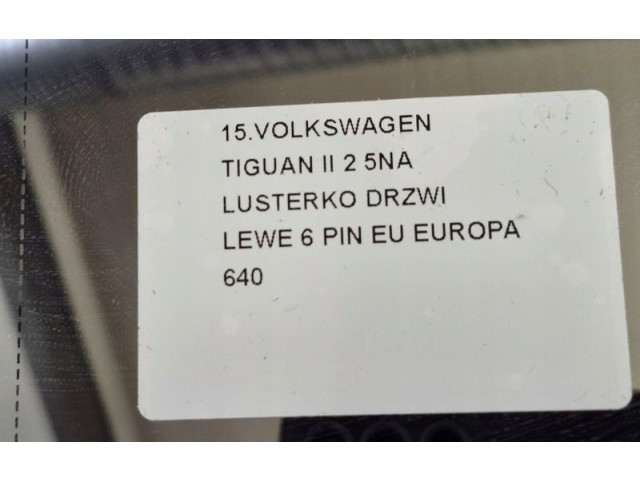 15.VOLKSWAGEN
TIGUAN II 2 5NA
LUSTERKO DRZWI
LEWE 6 PIN EU EUROPA
640